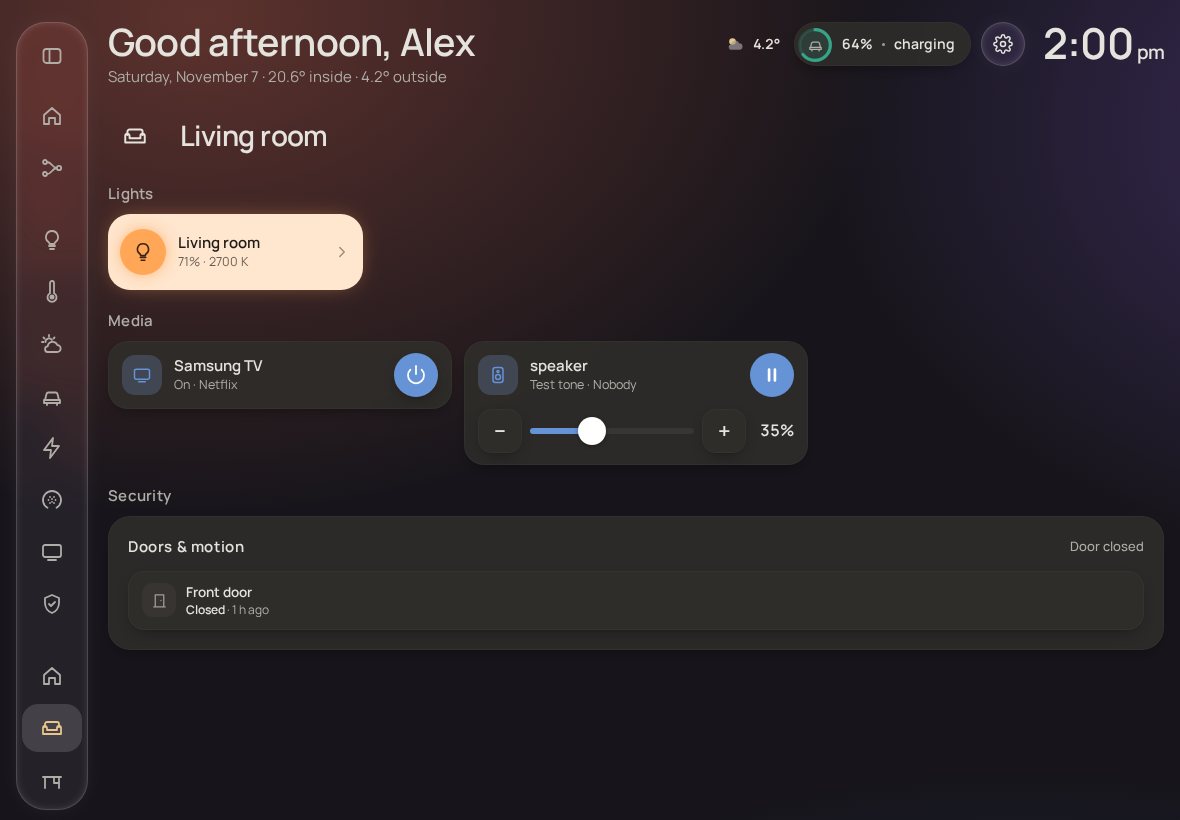 Good afternoon, Alex
Saturday, November 7 · 20.6° inside · 4.2° outside
4.2°
64% • charging
2:00 pm
Living room
Lights
Living room
71% · 2700 K
Media
Samsung TV
On · Netflix
speaker
Test tone · Nobody
35%
Security
Doors & motion
Door closed
Front door
Closed · 1 h ago